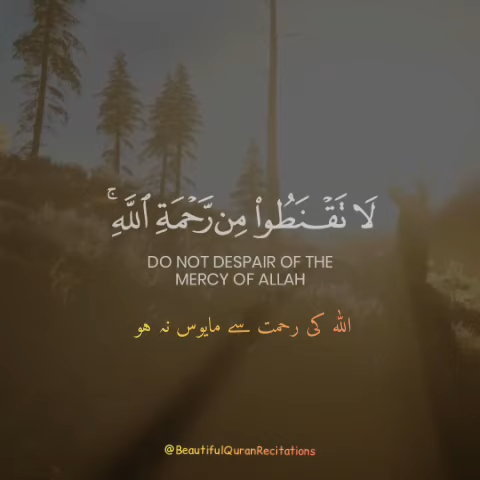 لَا تَقْنَطُوا۟ مِن رَّحْمَةِ ٱللَّهِ ۚ
DO NOT DESPAIR OF THE
MERCY OF ALLAH
اللہ کی رحمت سے مایوس نہ ہو
@BeautifulQuranRecitations